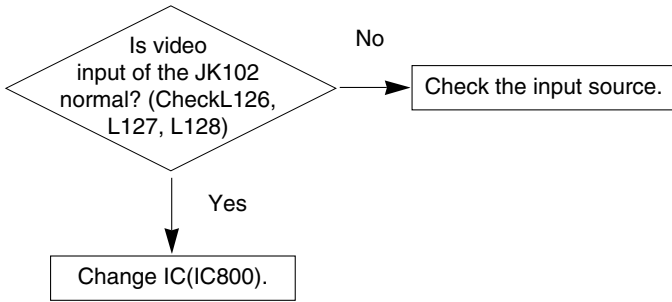 Is video
input of the JK102
normal? (CheckL126,
L127, L128)
No
Check the input source.
Yes
Change IC(IC800).